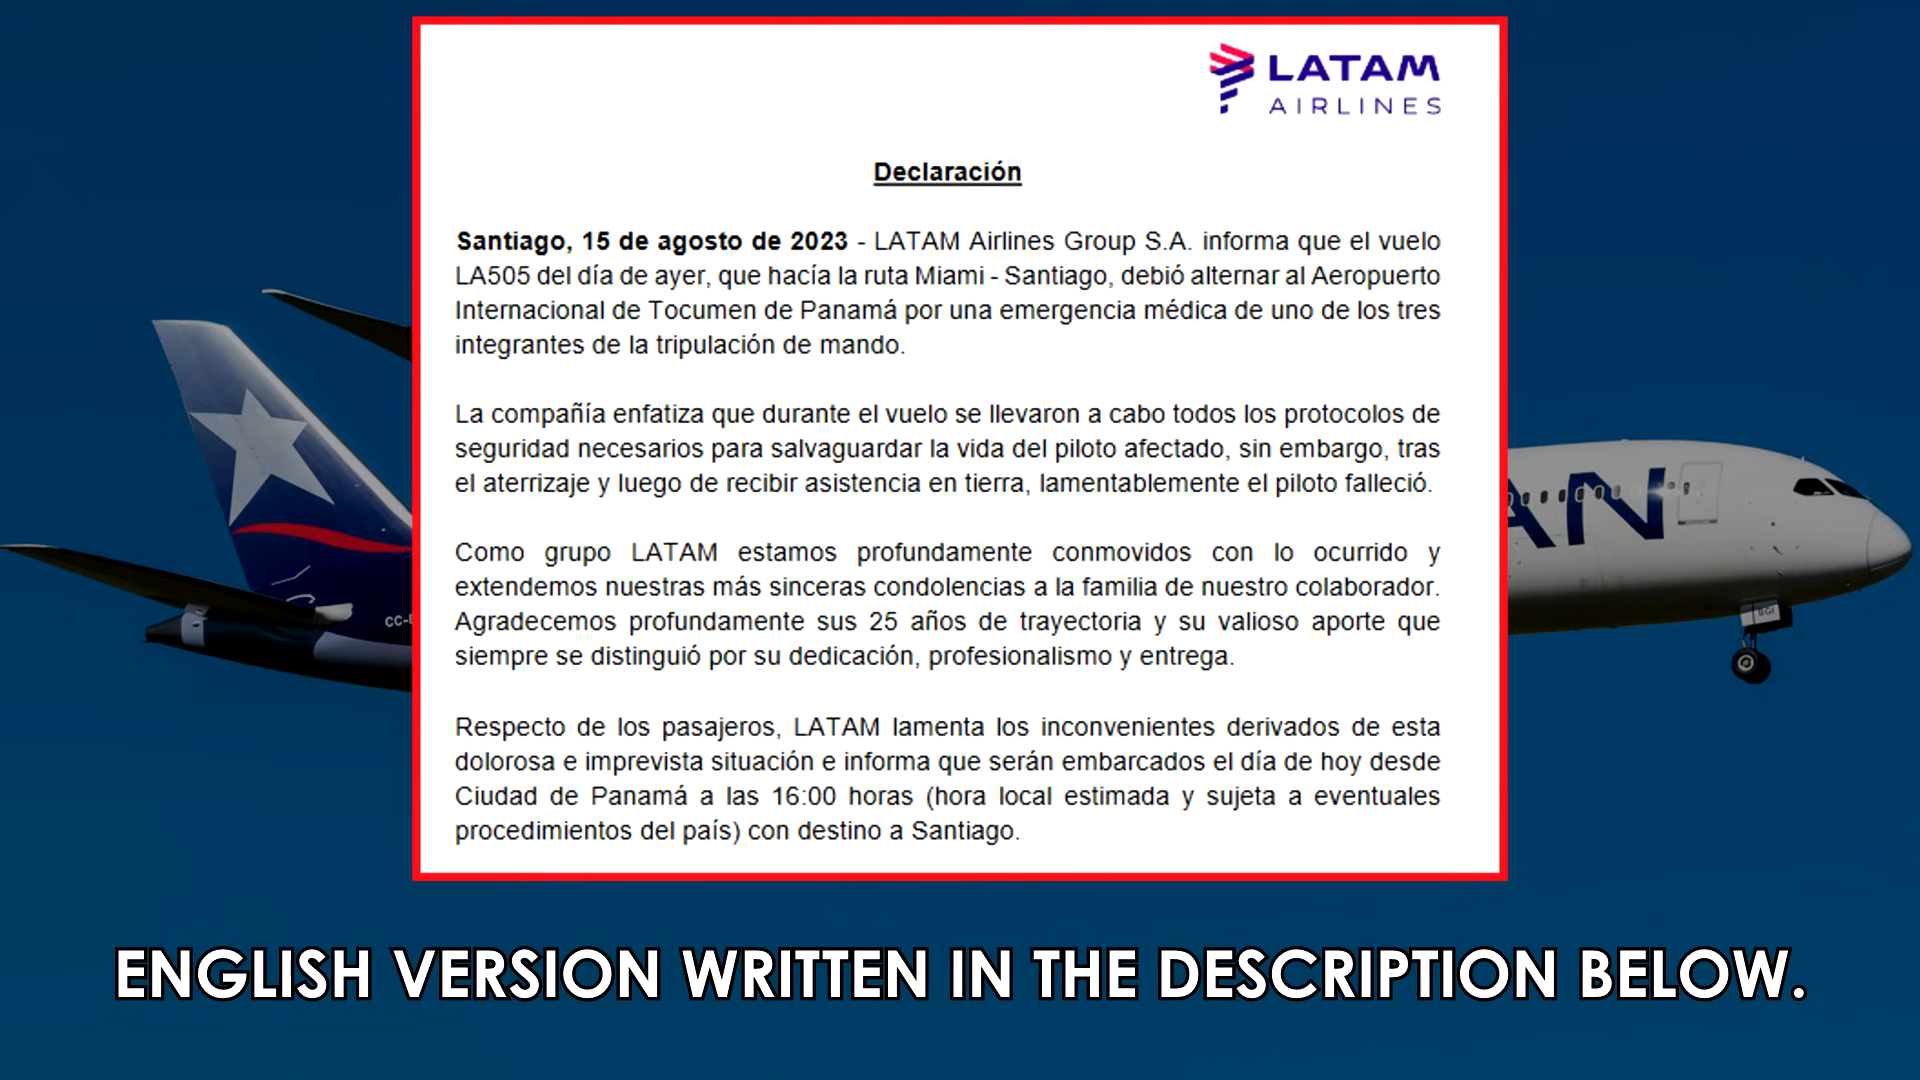 LATAM
AIRLINES
Declaración
Santiago, 15 de agosto de 2023 - LATAM Airlines Group S.A. informa que el vuelo
LA505 del día de ayer, que hacía la ruta Miami - Santiago, debió alternar al Aeropuerto
Internacional de Tocumen de Panamá por una emergencia médica de uno de los tres
integrantes de la tripulación de mando.
La compañía enfatiza que durante el vuelo se llevaron a cabo todos los protocolos de
seguridad necesarios para salvaguardar la vida del piloto afectado, sin embargo, tras
el aterrizaje y luego de recibir asistencia en tierra, lamentablemente el piloto falleció.
Como grupo LATAM estamos profundamente conmovidos con lo ocurrido y
extendemos nuestras más sinceras condolencias a la familia de nuestro colaborador.
Agradecemos profundamente sus 25 años de trayectoria y su valioso aporte que
siempre se distinguió por su dedicación, profesionalismo y entrega.
Respecto de los pasajeros, LATAM lamenta los inconvenientes derivados de esta
dolorosa e imprevista situación e informa que serán embarcados el día de hoy desde
Ciudad de Panamá a las 16:00 horas (hora local estimada y sujeta a eventuales
procedimientos del país) con destino a Santiago.
AN
CC-
ENGLISH VERSION WRITTEN IN THE DESCRIPTION BELOW.